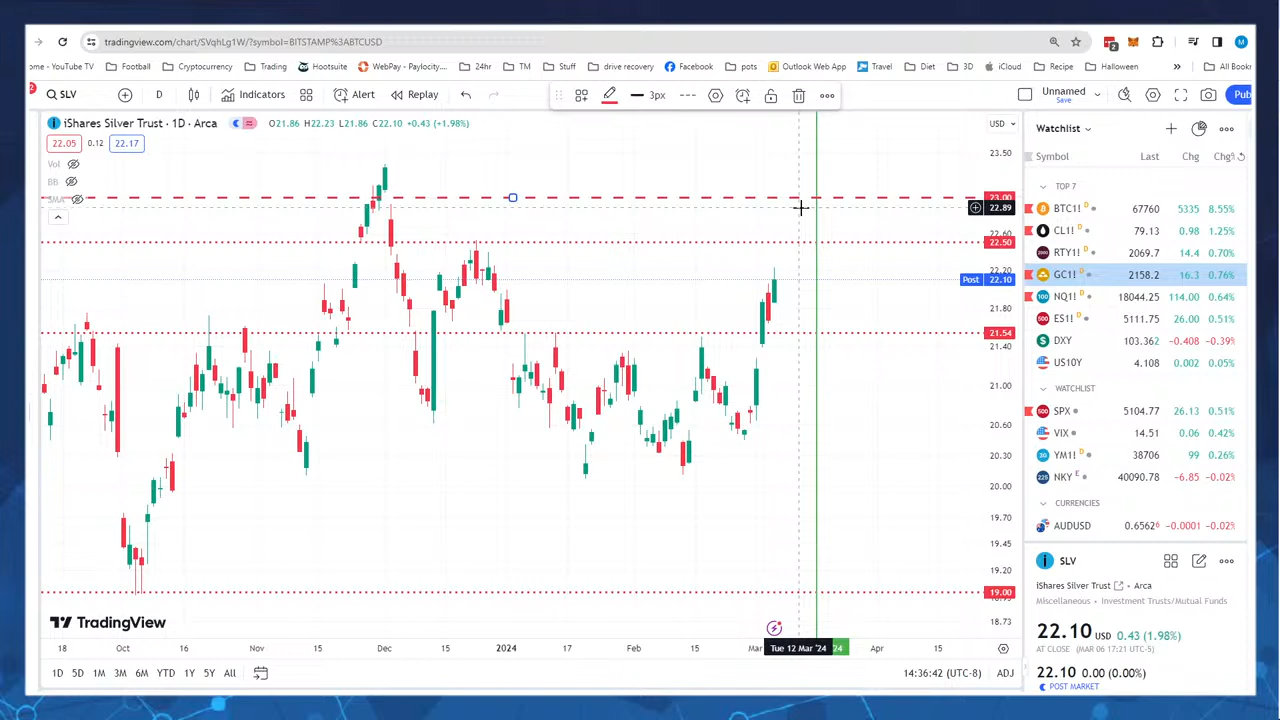 tradingview.com/chart/SVqhLg1W/?symbol=BITSTAMP%3ABTCUSD
2
M
ome - YouTube TV Football Cryptocurrency Trading Hootsuite WebPay - Paylocity... 24hr TM Stuff drive recovery Facebook pots Outlook Web App Travel Diet 3D iCloud Recipe Halloween » All Book
SLV D Indicators Alert Replay 3px Unnamed Save Pub
iShares Silver Trust · 1D · Arca O21.86 H22.23 L21.86 C22.10 +0.43 (+1.98%) USD
22.05 0.12 22.17
Vol
BB
SMA
23.50
23.00
22.89
22.60
22.50
22.20
Post 22.10
21.80
21.54
21.40
21.00
20.60
20.30
20.00
19.70
19.45
19.20
19.00
18.73
TradingView
18 Oct 16 Nov 15 Dec 15 2024 17 Feb 15 Mar Tue 12 Mar '24 24 Apr 15
1D 5D 1M 3M 6M YTD 1Y 5Y All 14:36:42 (UTC-8) ADJ
Watchlist
Symbol Last Chg Chg%
TOP 7
BTC1! D 67760 5335 8.55%
CL1! D 79.13 0.98 1.25%
RTY1! D 2069.7 14.4 0.70%
GC1! D 2158.2 16.3 0.76%
NQ1! D 18044.25 114.00 0.64%
ES1! D 5111.75 26.00 0.51%
DXY 103.362 -0.408 -0.39%
US10Y 4.108 0.002 0.05%
WATCHLIST
SPX 5104.77 26.13 0.51%
VIX 14.51 0.06 0.42%
YM1! D 38706 99 0.26%
NKY E 40090.78 -6.85 -0.02%
CURRENCIES
AUDUSD 0.6562⁶ -0.0001 -0.02%
SLV
iShares Silver Trust • Arca
Miscellaneous • Investment Trusts/Mutual Funds
22.10 USD 0.43 (1.98%)
AT CLOSE (MAR 06 17:21 UTC-5)
22.10 0.00 (0.00%)
POST MARKET